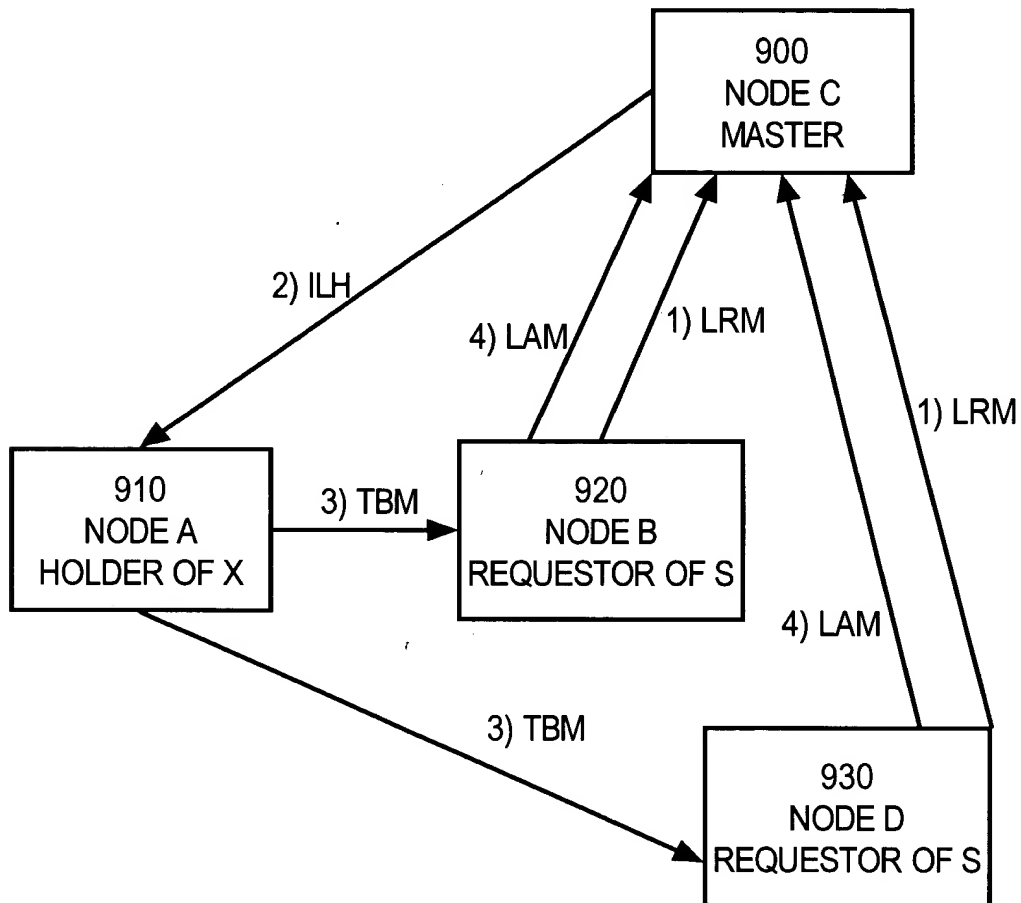 900
NODE C
MASTER
2) ILH
4) LAM
1) LRM
1) LRM
910
NODE A
HOLDER OF X
3) TBM
920
NODE B
REQUESTOR OF S
4) LAM
3) TBM
930
NODE D
REQUESTOR OF S